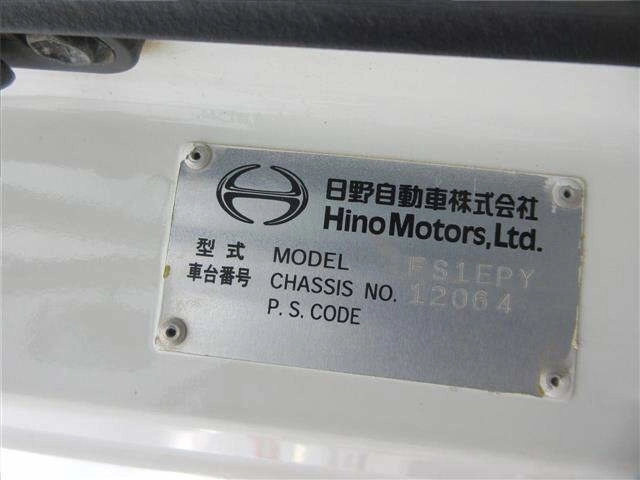 日野自動車株式会社
Hino Motors, Ltd.
型式 MODEL FS1EPY
車台番号 CHASSIS NO. 12064
P. S. CODE